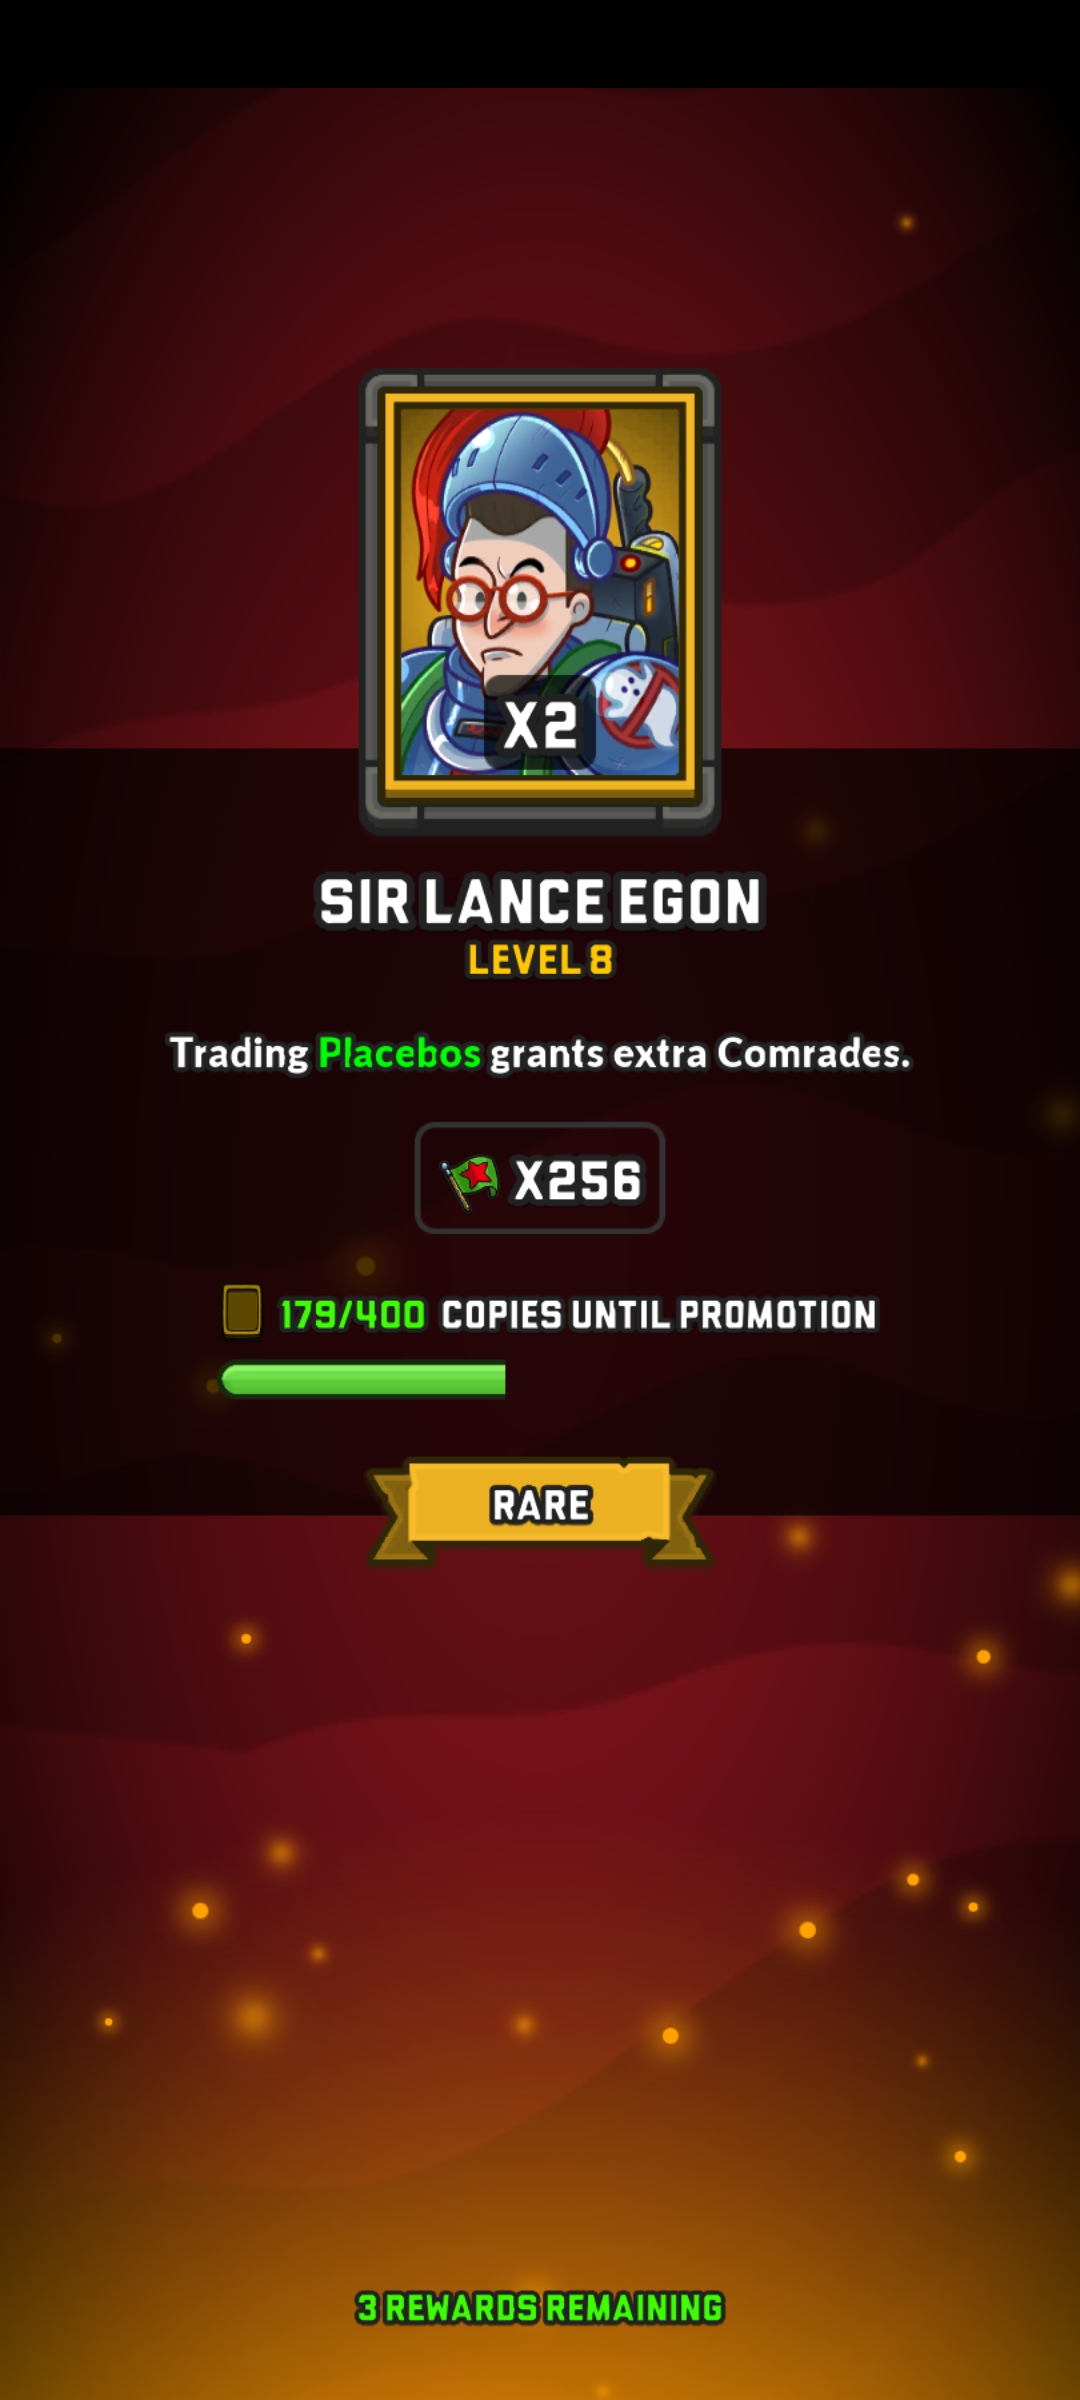 X2
SIR LANCE EGON
LEVEL 8
Trading Placebos grants extra Comrades.
X256
179/400 COPIES UNTIL PROMOTION
RARE
3 REWARDS REMAINING